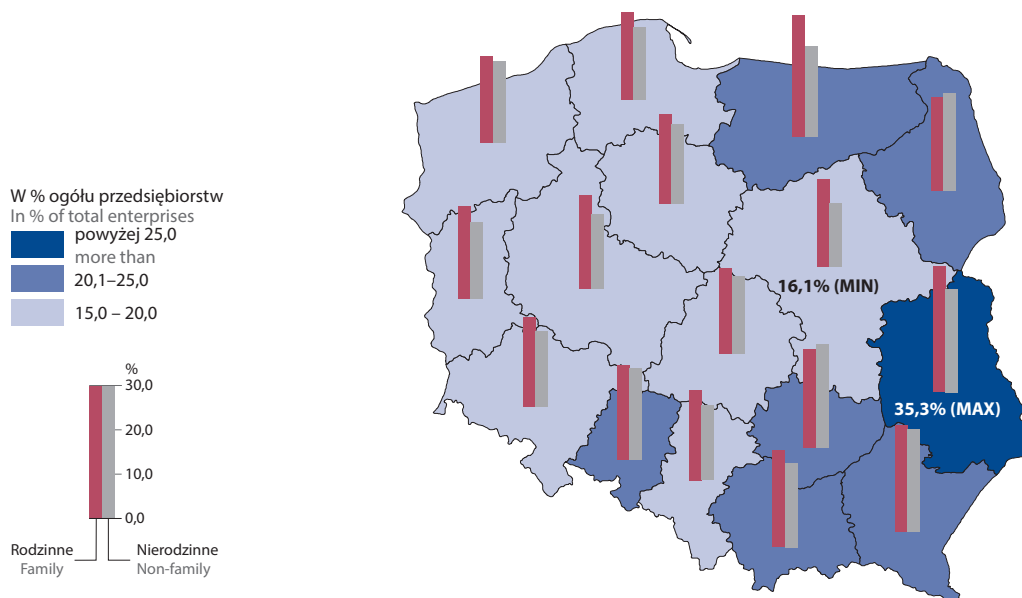 W % ogółu przedsiębiorstw
In % of total enterprises
powyżej 25,0
more than
20,1–25,0
15,0 – 20,0
%
30,0
20,0
10,0
0,0
Rodzinne
Family
Nierodzinne
Non-family
16,1% (MIN)
35,3% (MAX)